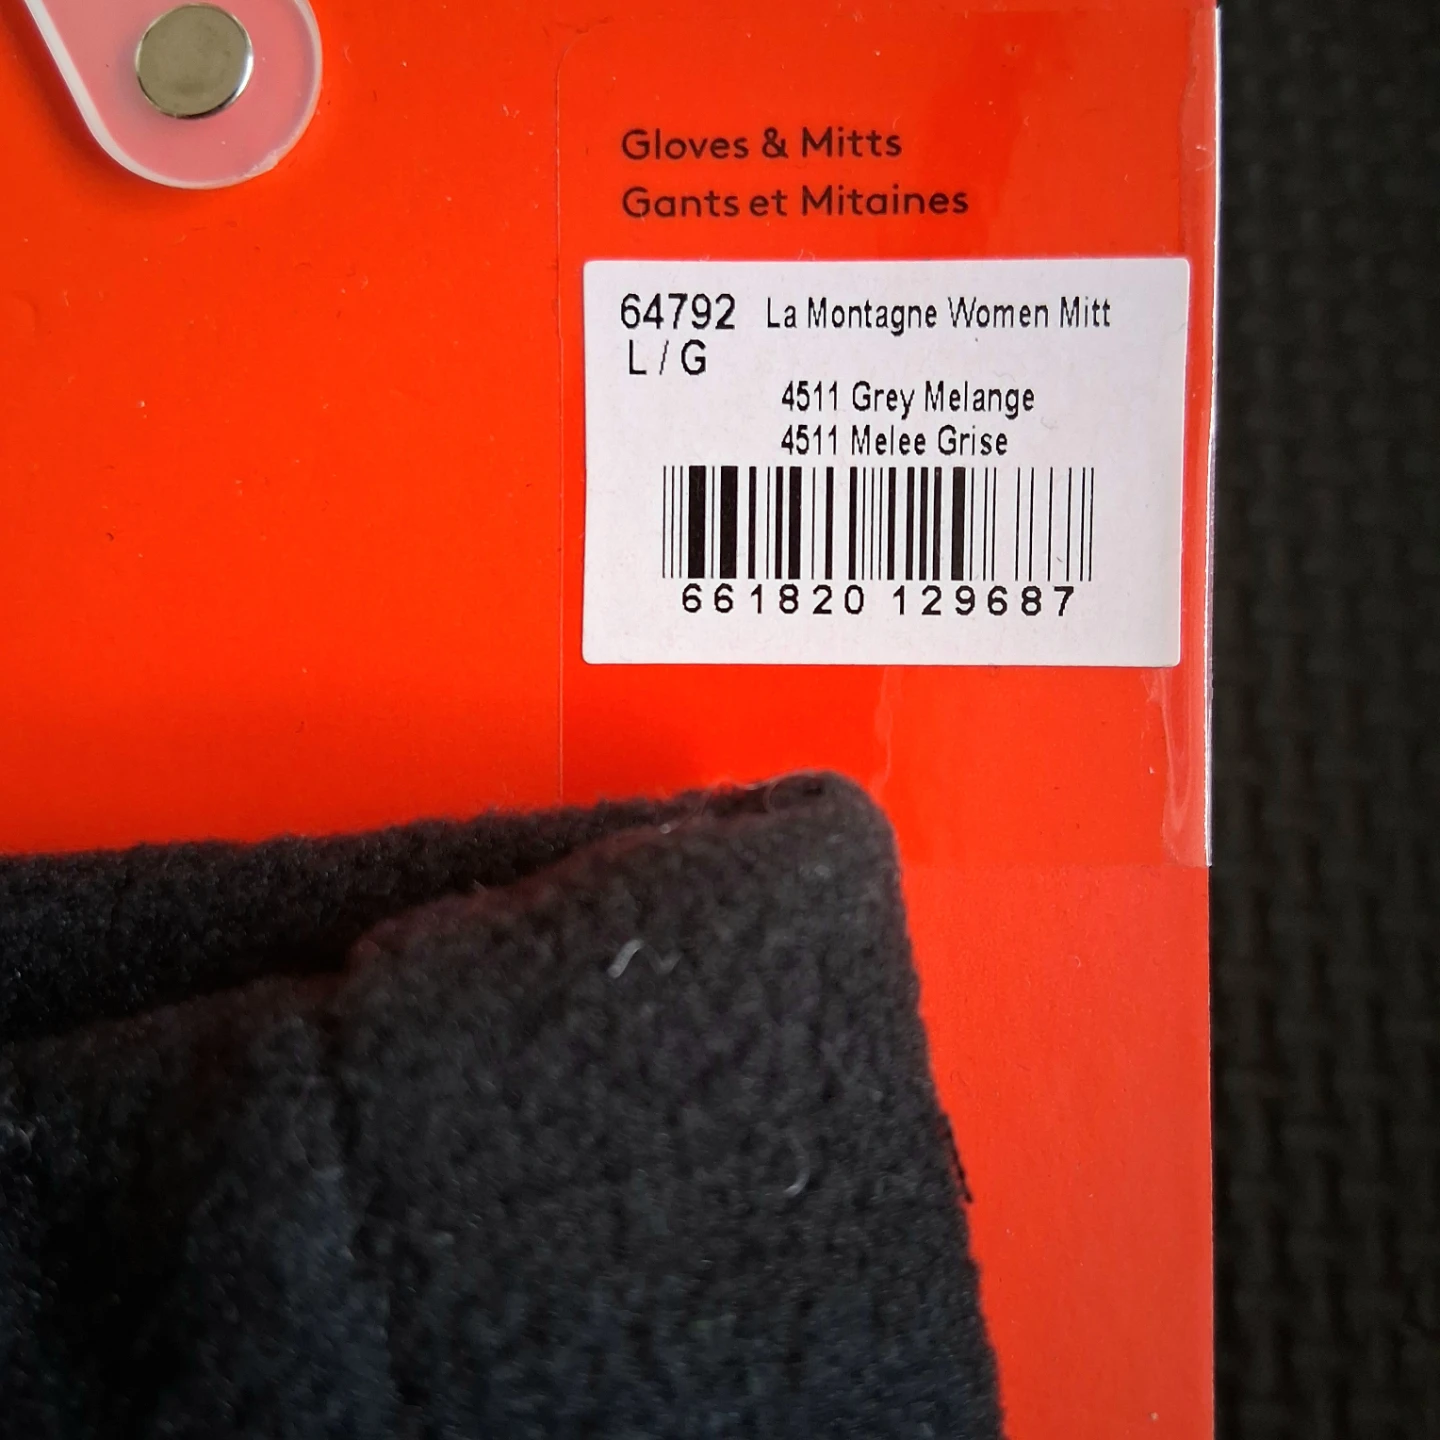 Gloves & Mitts
Gants et Mitaines
64792 La Montagne Women Mitt
L / G
4511 Grey Melange
4511 Melee Grise
661820 129687